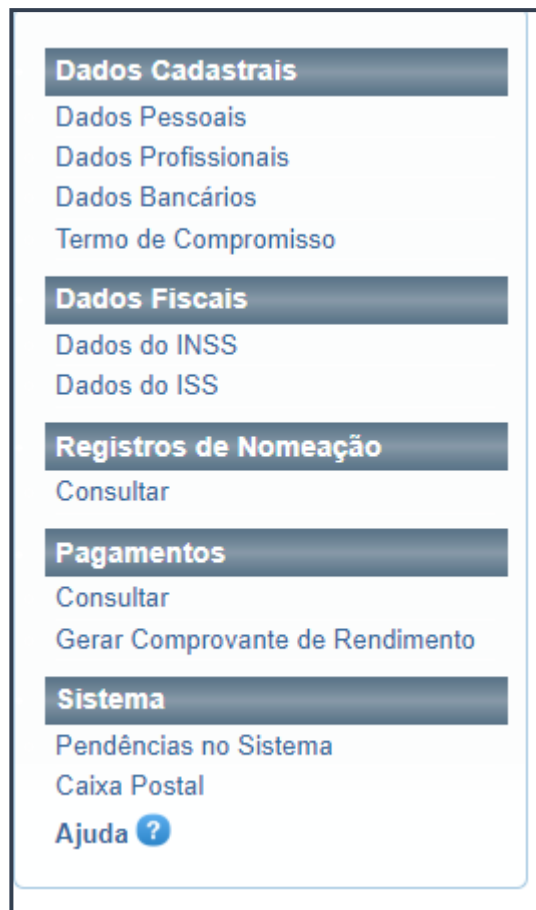 Dados Cadastrais
Dados Pessoais
Dados Profissionais
Dados Bancários
Termo de Compromisso
Dados Fiscais
Dados do INSS
Dados do ISS
Registros de Nomeação
Consultar
Pagamentos
Consultar
Gerar Comprovante de Rendimento
Sistema
Pendências no Sistema
Caixa Postal
Ajuda ?